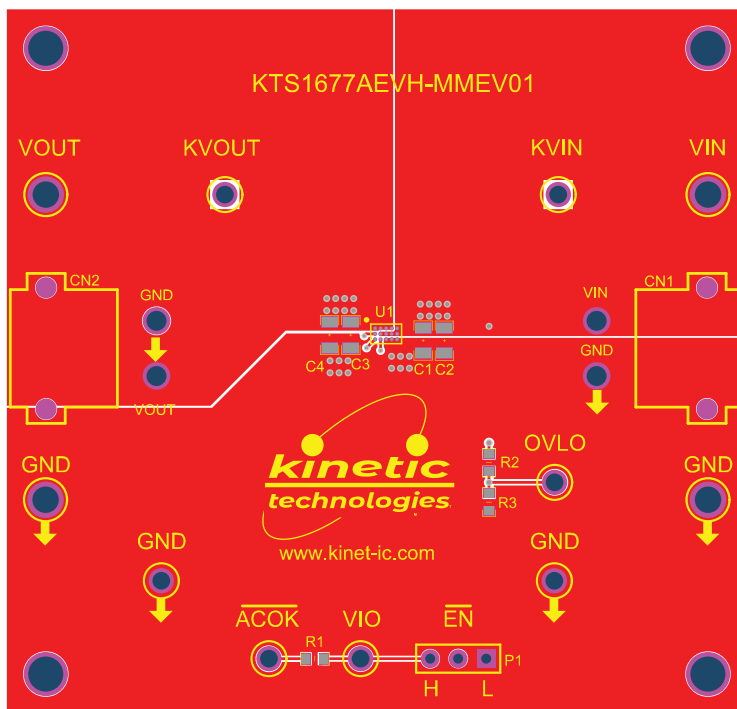 KTS1677AEVH-MMEV01
VOUT
KVOUT
KVIN
VIN
CN2
GND
VOUT
U1
C4
C3
C1
C2
VIN
GND
CN1
GND
kinetic
technologies
www.kinet-ic.com
R2
R3
OVLO
GND
GND
GND
ACOK
R1
VIO
EN
P1
H
L